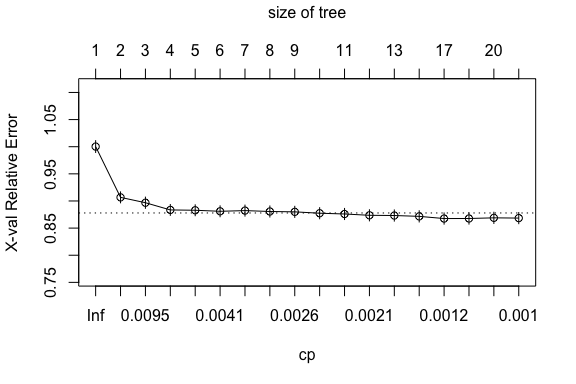 size of tree
1 2 3 4 5 6 7 8 9 11 13 17 20
X-val Relative Error
1.05
0.95
0.85
0.75
Inf 0.0095 0.0041 0.0026 0.0021 0.0012 0.001
cp